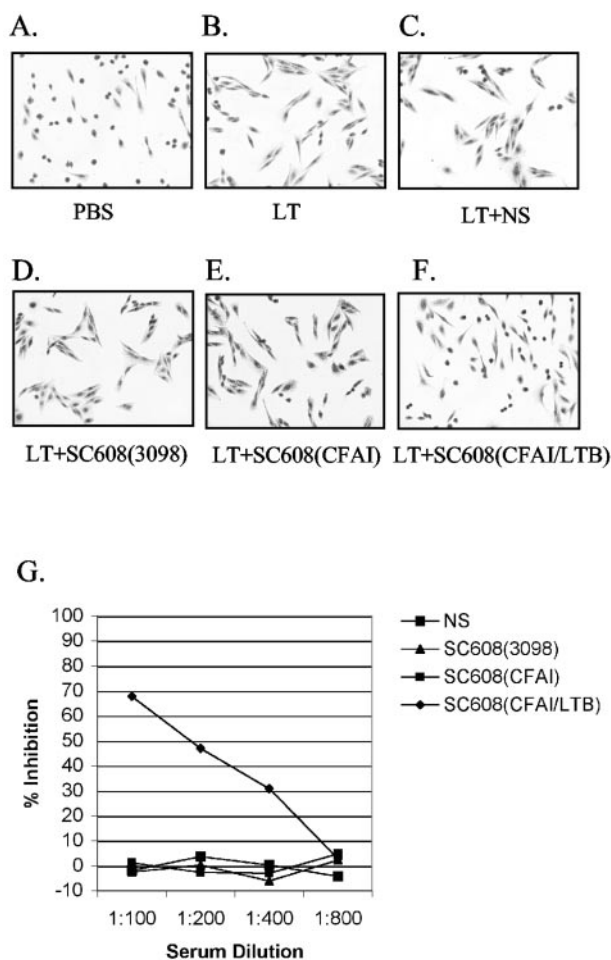 A.
B.
C.
PBS
LT
LT+NS
D.
E.
F.
LT+SC608(3098)
LT+SC608(CFAI)
LT+SC608(CFAI/LTB)
G.
100
90
80
70
60
50
40
30
20
10
0
-10
% Inhibition
1:100 1:200 1:400 1:800
Serum Dilution
NS
SC608(3098)
SC608(CFAI)
SC608(CFAI/LTB)